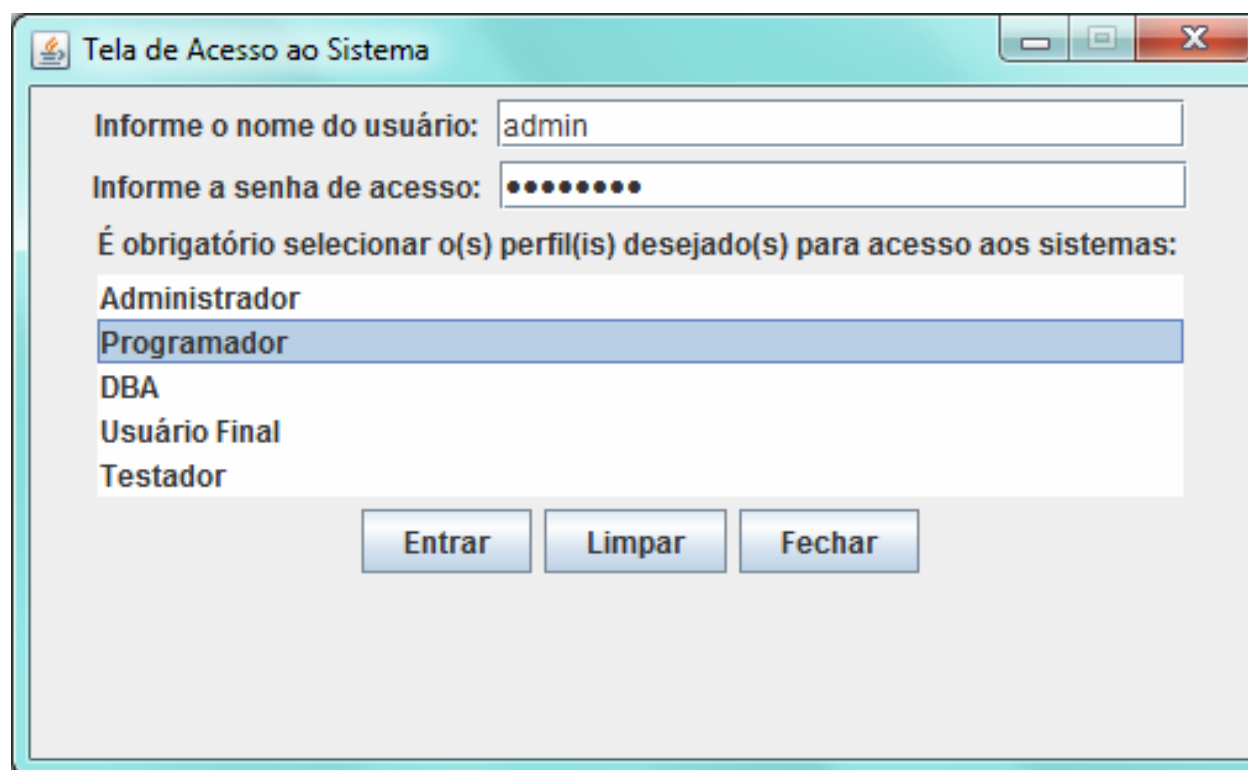 Tela de Acesso ao Sistema
Informe o nome do usuário: admin
Informe a senha de acesso: ••••••••
É obrigatório selecionar o(s) perfil(is) desejado(s) para acesso aos sistemas:
Administrador
Programador
DBA
Usuário Final
Testador
Entrar Limpar Fechar